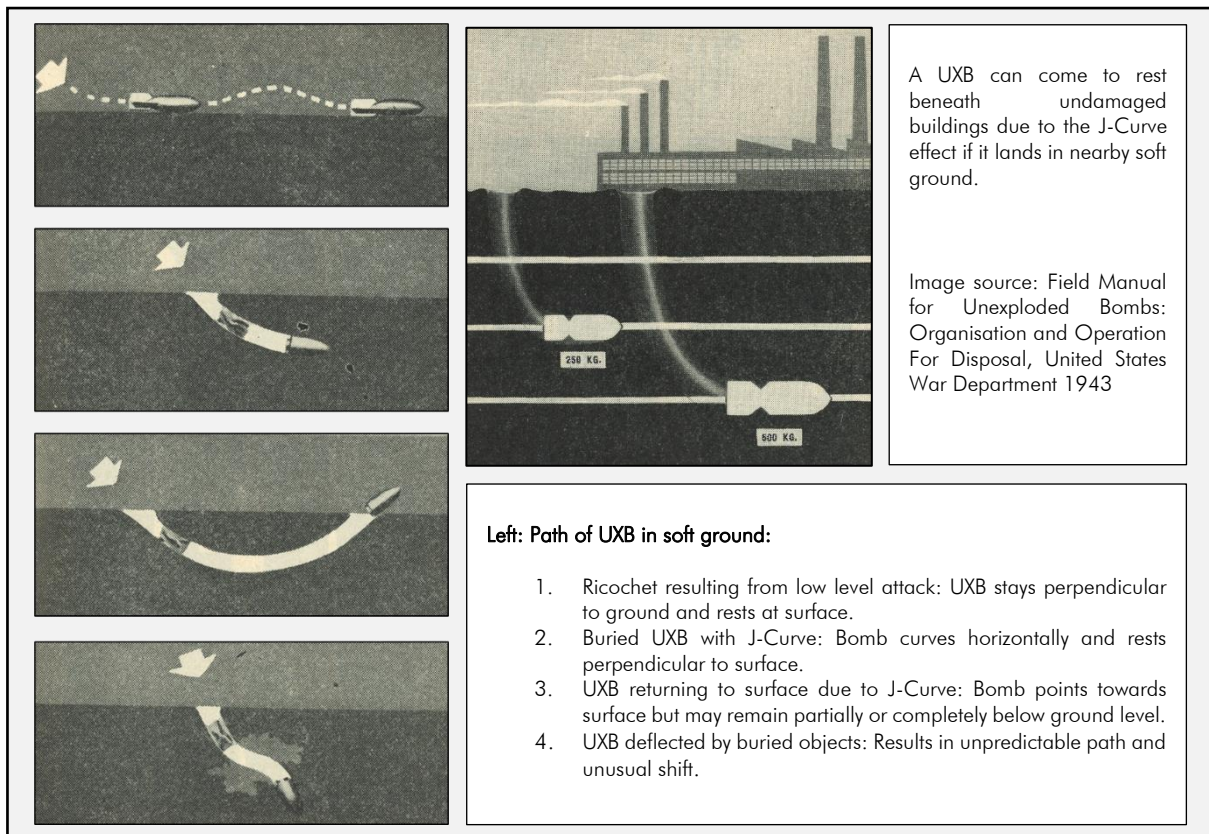 A UXB can come to rest
beneath undamaged
buildings due to the J-Curve
effect if it lands in nearby soft
ground.
Image source: Field Manual
for Unexploded Bombs:
Organisation and Operation
For Disposal, United States
War Department 1943
250 KG.
500 KG.
Left: Path of UXB in soft ground:
1. Ricochet resulting from low level attack: UXB stays perpendicular
to ground and rests at surface.
2. Buried UXB with J-Curve: Bomb curves horizontally and rests
perpendicular to surface.
3. UXB returning to surface due to J-Curve: Bomb points towards
surface but may remain partially or completely below ground level.
4. UXB deflected by buried objects: Results in unpredictable path and
unusual shift.